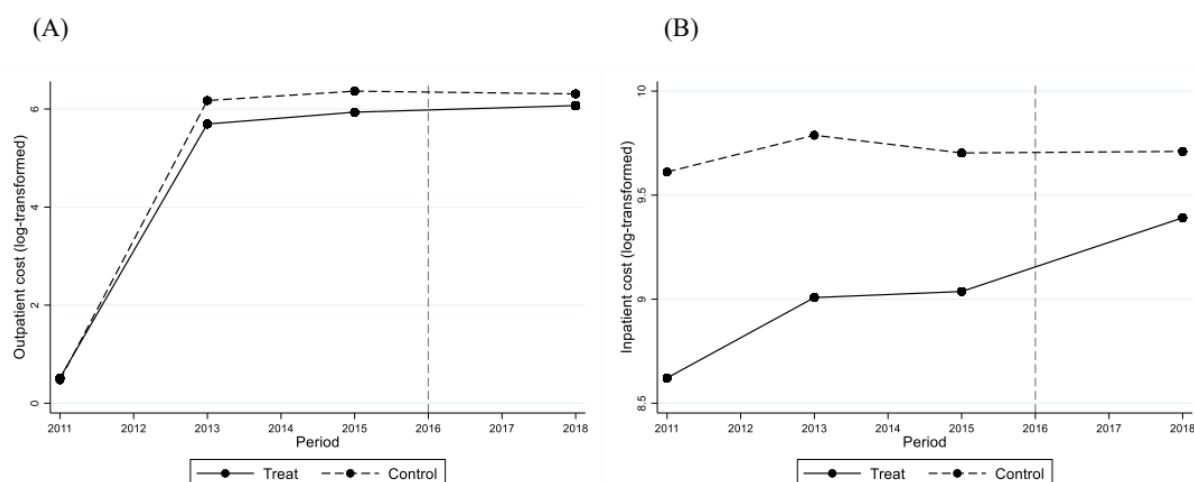 (A)
Outpatient cost (log-transformed)
6
4
2
0
2011 2012 2013 2014 2015 2016 2017 2018
Period
Treat Control
(B)
Inpatient cost (log-transformed)
10
9.5
9
8.5
2011 2012 2013 2014 2015 2016 2017 2018
Period
Treat Control